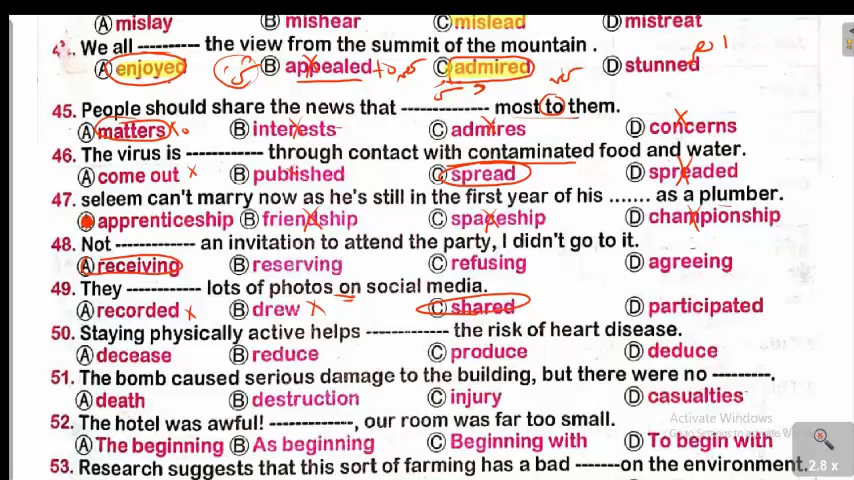 Ⓐ mislay Ⓑ mishear Ⓒ mislead Ⓓ mistreat
We all ---------- the view from the summit of the mountain .
Ⓐ enjoyed Ⓑ appealed Ⓒ admired Ⓓ stunned
45. People should share the news that -------------- most to them.
Ⓐ matters Ⓑ interests Ⓒ admires Ⓓ concerns
46. The virus is ------------ through contact with contaminated food and water.
Ⓐ come out Ⓑ published Ⓒ spread Ⓓ spreaded
47. seleem can't marry now as he's still in the first year of his ....... as a plumber.
apprenticeship Ⓑ friendship Ⓒ spaceship Ⓓ championship
48. Not ------------ an invitation to attend the party, I didn't go to it.
Ⓐ receiving Ⓑ reserving Ⓒ refusing Ⓓ agreeing
49. They ------------ lots of photos on social media.
Ⓐ recorded Ⓑ drew Ⓒ shared Ⓓ participated
50. Staying physically active helps ------------- the risk of heart disease.
Ⓐ decease Ⓑ reduce Ⓒ produce Ⓓ deduce
51. The bomb caused serious damage to the building, but there were no ---------.
Ⓐ death Ⓑ destruction Ⓒ injury Ⓓ casualties
Activate Windows
52. The hotel was awful! -------------, our room was far too small.
Ⓐ The beginning Ⓑ As beginning Ⓒ Beginning with Ⓓ To begin with
53. Research suggests that this sort of farming has a bad -------on the environment.
2.8 x